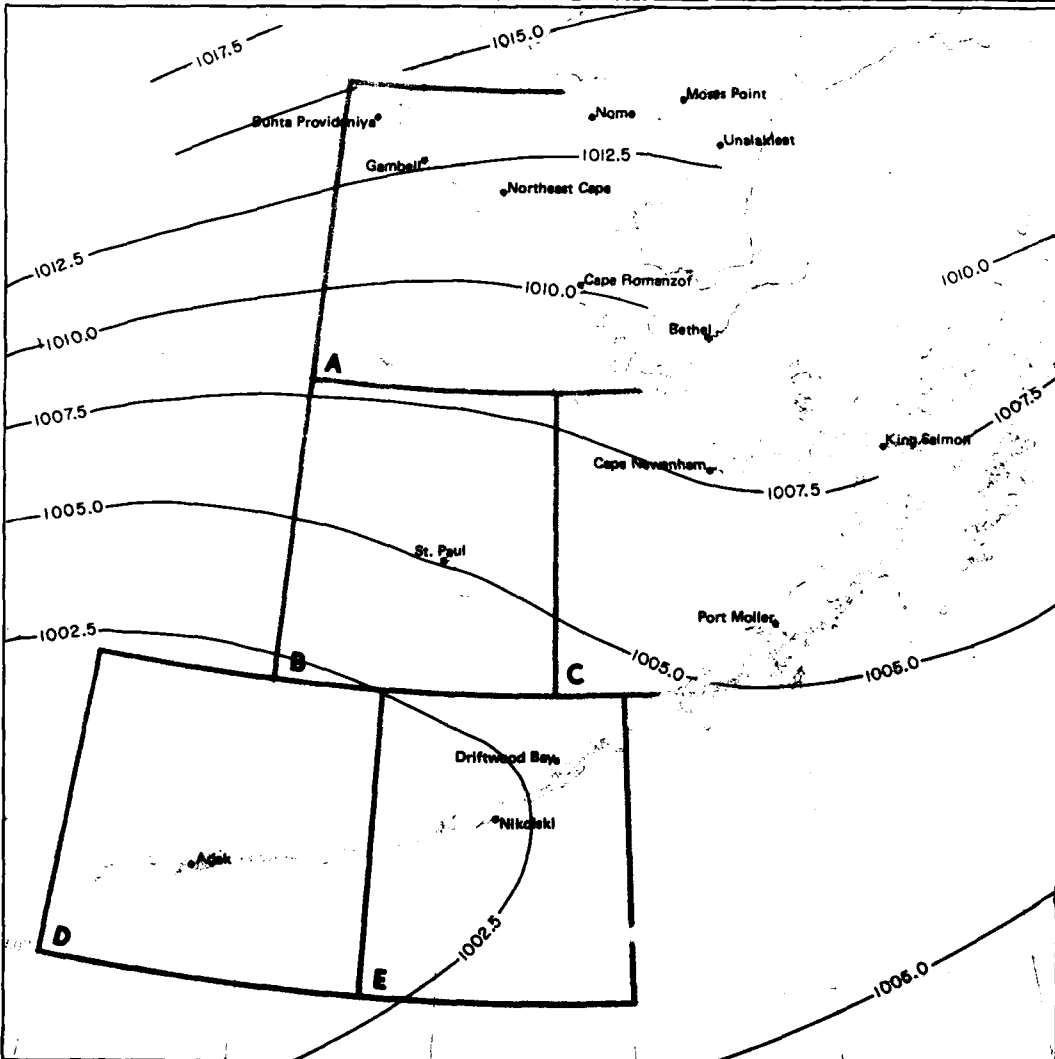 1017.5
1015.0
Moses Point
Nome
Buhta Providéniya
Unalakleet
Gambell
1012.5
Northeast Cape
1012.5
1010.0
1010.0
Cape Romanzof
1010.0
Bethel
A
1007.5
1007.5
King Salmon
Cape Newenham
1007.5
1005.0
St. Paul
Port Moller
1002.5
B
1005.0
C
1005.0
Driftwood Bay
Nikolski
Adak
D
1002.5
E
1005.0